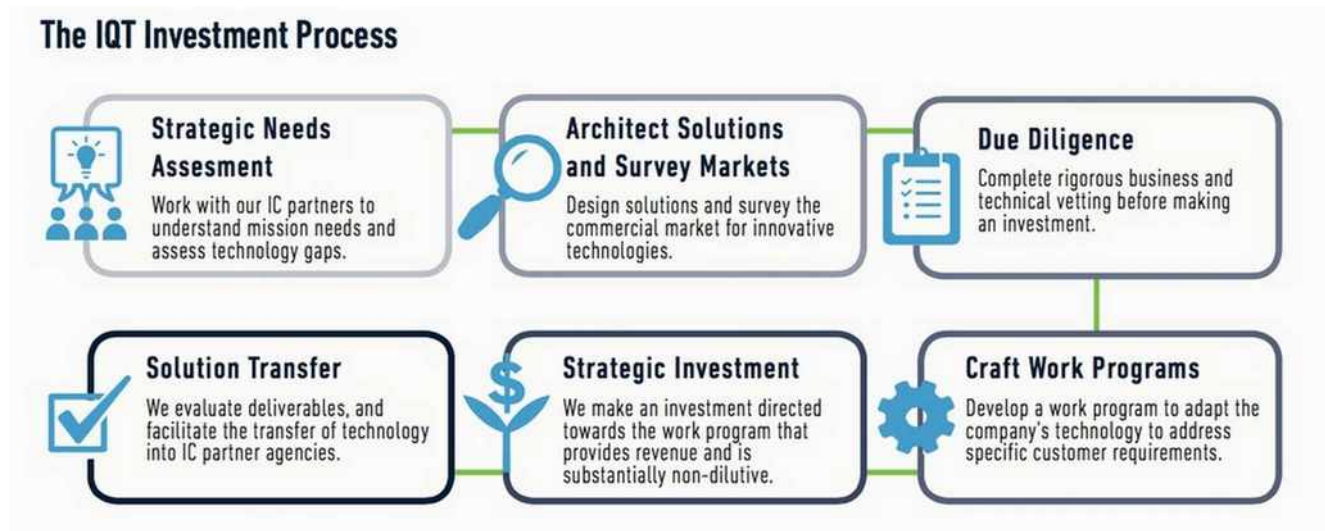 The IQT Investment Process
Strategic Needs
Assesment
Work with our IC partners to
understand mission needs and
assess technology gaps.
Architect Solutions
and Survey Markets
Design solutions and survey the
commercial market for innovative
technologies.
Due Diligence
Complete rigorous business and
technical vetting before making
an investment.
Craft Work Programs
Develop a work program to adapt the
company's technology to address
specific customer requirements.
Strategic Investment
We make an investment directed
towards the work program that
provides revenue and is
substantially non-dilutive.
Solution Transfer
We evaluate deliverables, and
facilitate the transfer of technology
into IC partner agencies.